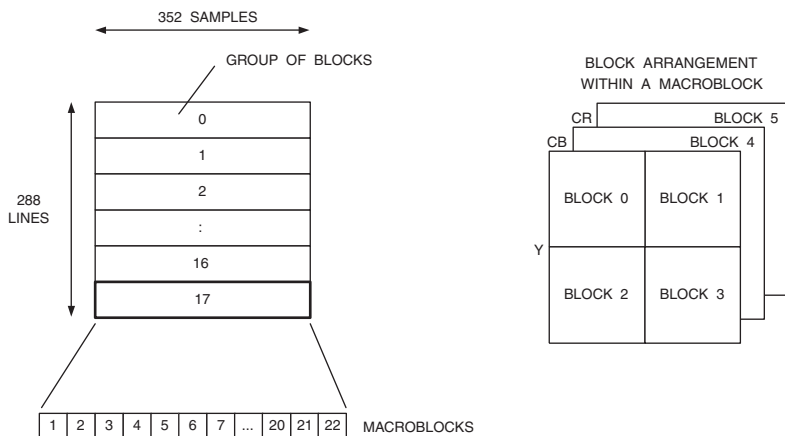 352 SAMPLES
GROUP OF BLOCKS
288
LINES
0
1
2
:
16
17
1 2 3 4 5 6 7 ... 20 21 22
MACROBLOCKS
BLOCK ARRANGEMENT
WITHIN A MACROBLOCK
CR
BLOCK 5
CB
BLOCK 4
BLOCK 0
BLOCK 1
Y
BLOCK 2
BLOCK 3